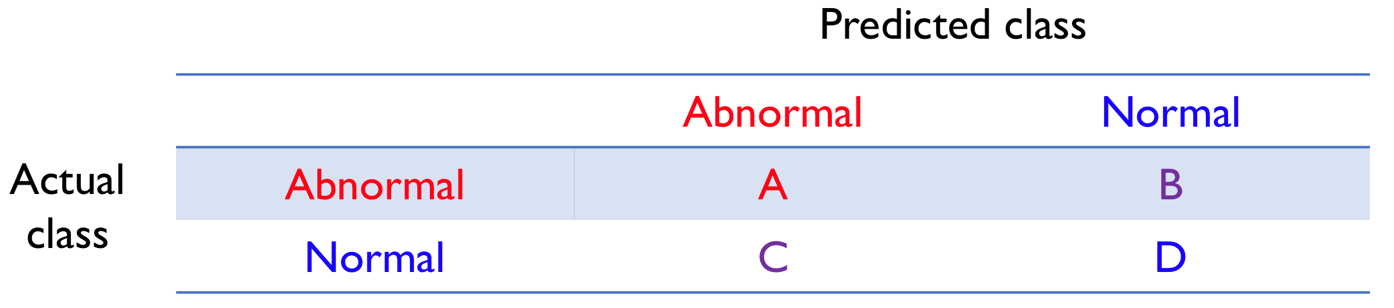 Predicted class
Abnormal Normal
Actual class
Abnormal A B
Normal C D